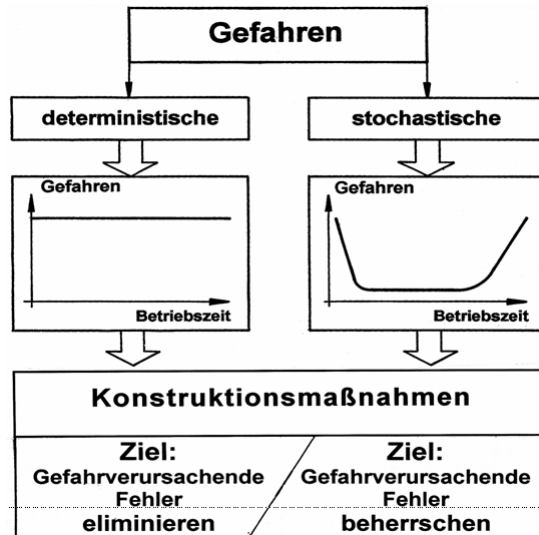 Gefahren
deterministische
stochastische
Gefahren
Betriebszeit
Gefahren
Betriebszeit
Konstruktionsmaßnahmen
Ziel:
Gefahrverursachende
Fehler
eliminieren
Ziel:
Gefahrverursachende
Fehler
beherrschen